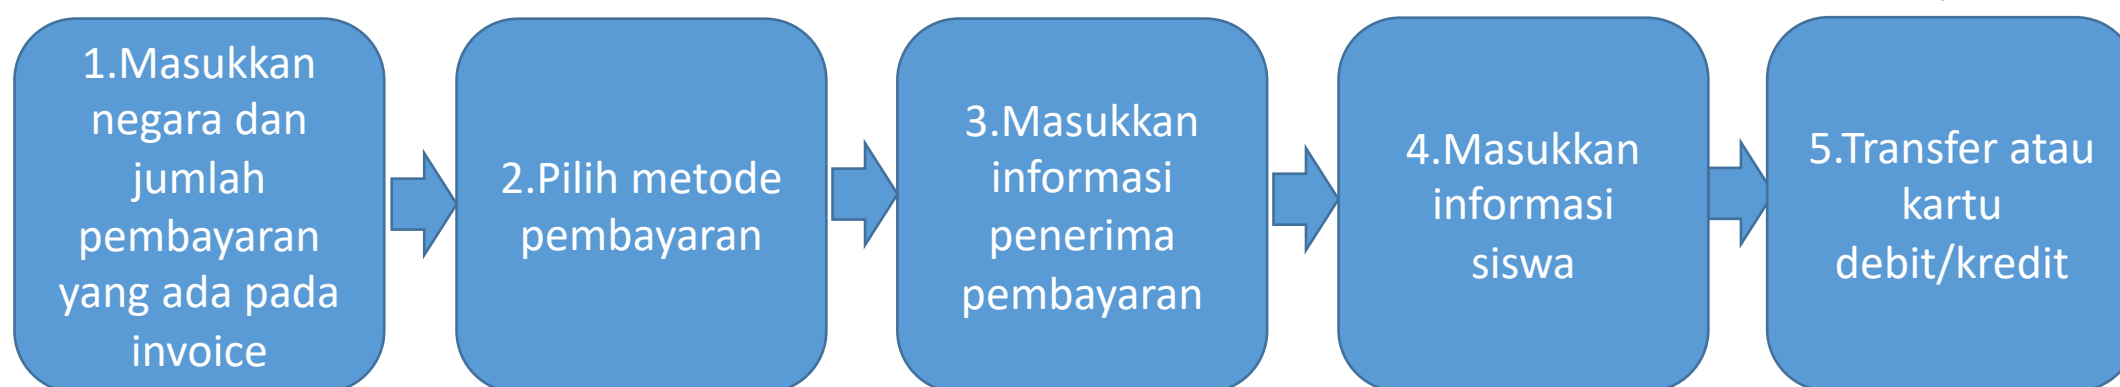 1.Masukkan
negara dan
jumlah
pembayaran
yang ada pada
invoice
2.Pilih metode
pembayaran
3.Masukkan
informasi
penerima
pembayaran
4.Masukkan
informasi
siswa
5.Transfer atau
kartu
debit/kredit